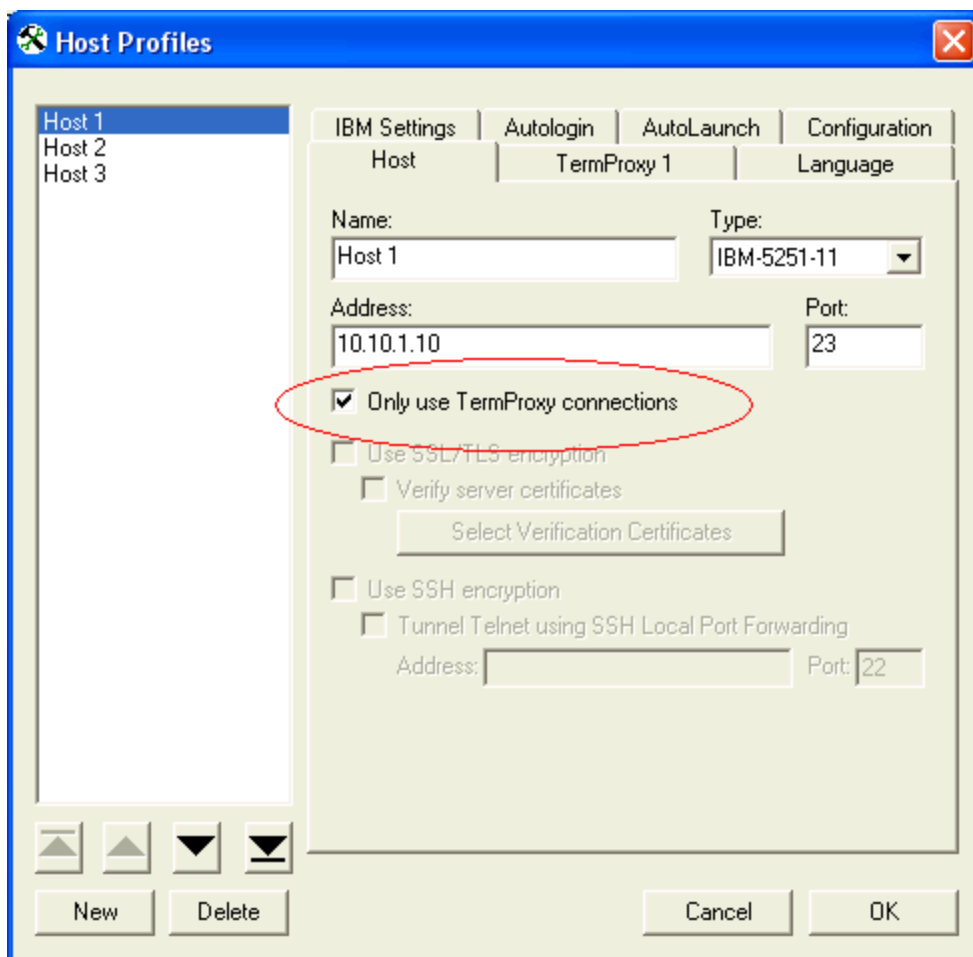 Host Profiles
Host 1
Host 2
Host 3
IBM Settings Autologin AutoLaunch Configuration
Host TermProxy 1 Language
Name: Type:
Host 1 IBM-5251-11
Address: Port:
10.10.1.10 23
Only use TermProxy connections
Use SSL/TLS encryption
Verify server certificates
Select Verification Certificates
Use SSH encryption
Tunnel Telnet using SSH Local Port Forwarding
Address: Port: 22
New Delete Cancel OK